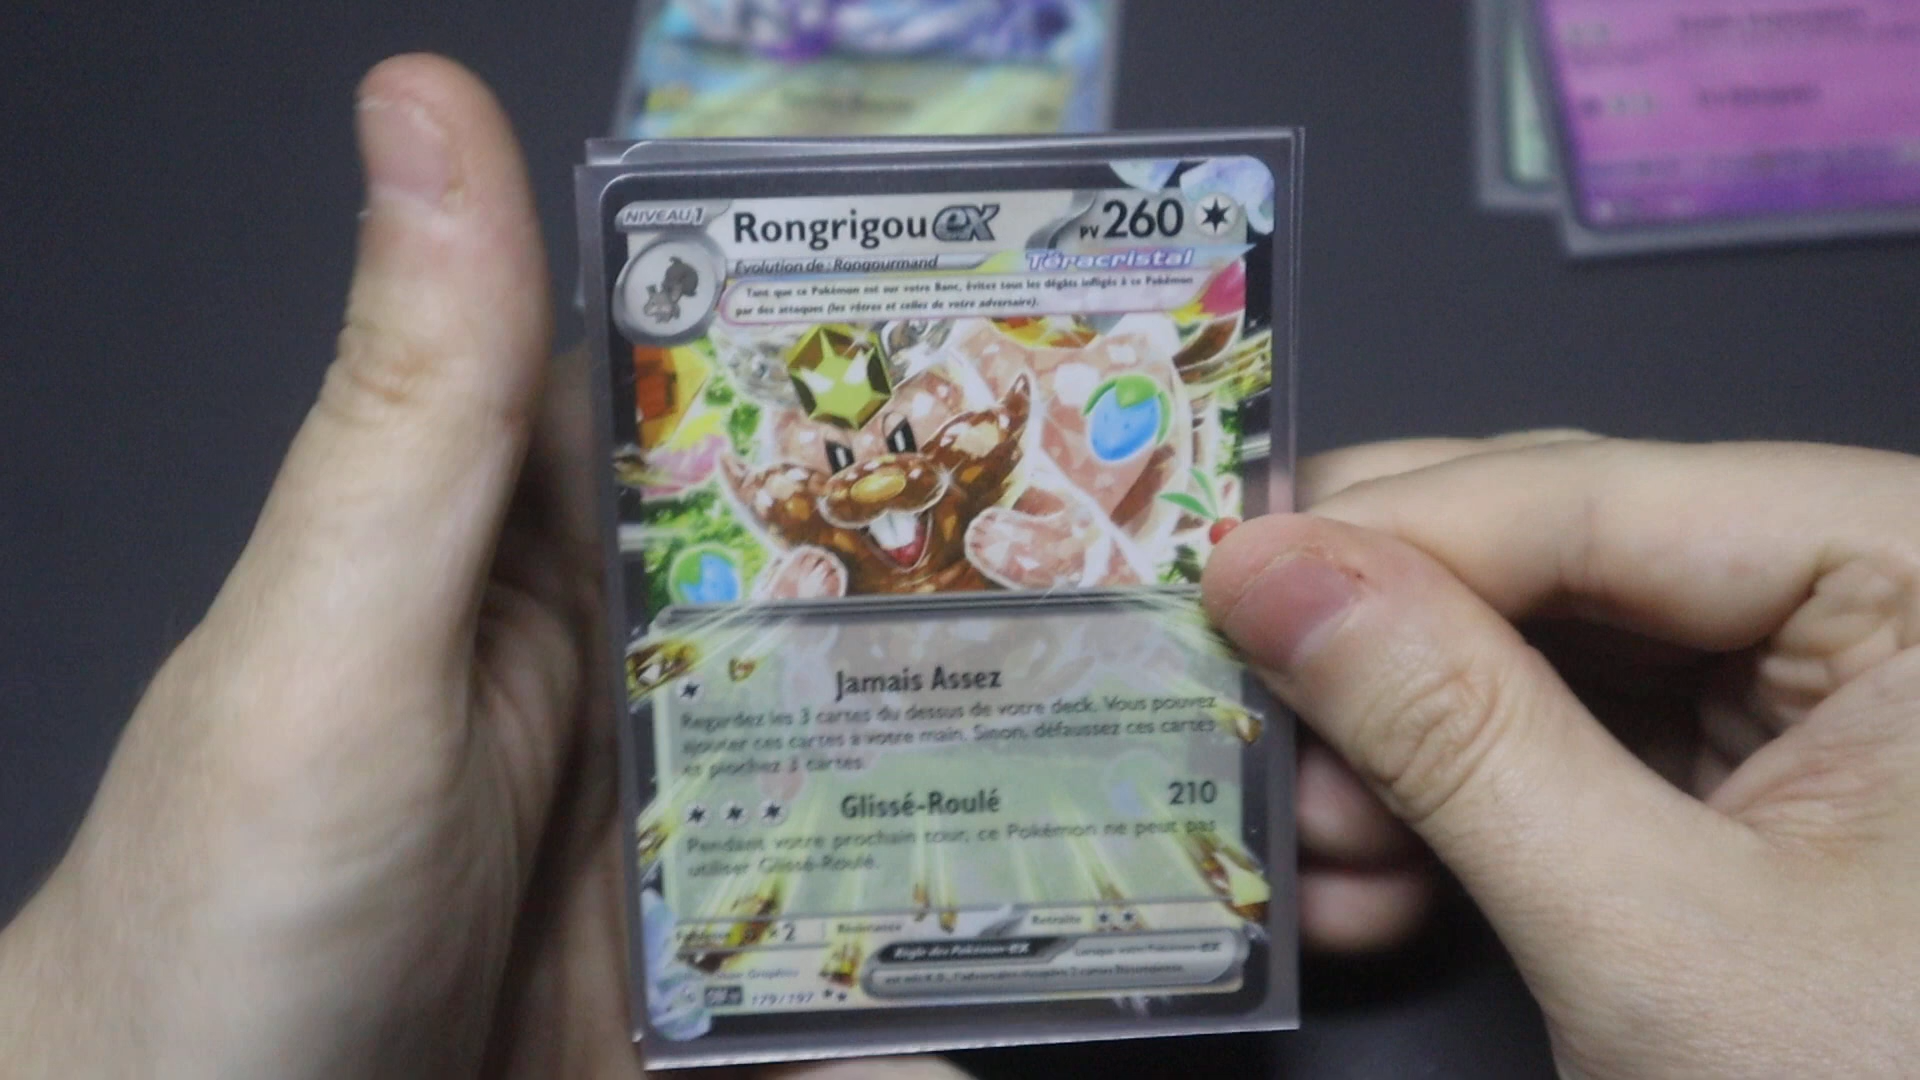 NIVEAU 1
Rongrigou ex
PV 260
Évolution de : Rongourmand
Téracristal
Tant que ce Pokémon est sur votre Banc, évitez tous les dégâts infligés à ce Pokémon
par des attaques (les vôtres et celles de votre adversaire).
Jamais Assez
Regardez les 3 cartes du dessus de votre deck. Vous pouvez
ajouter ces cartes à votre main. Sinon, défaussez ces cartes
et piochez 3 cartes.
Glissé-Roulé 210
Pendant votre prochain tour, ce Pokémon ne peut pas
utiliser Glissé-Roulé.
×2 Résistance Retraite
Règle des Pokémon-ex Lorsque votre Pokémon-ex
est mis K.O., l'adversaire récupère 2 cartes Récompense.
179/197